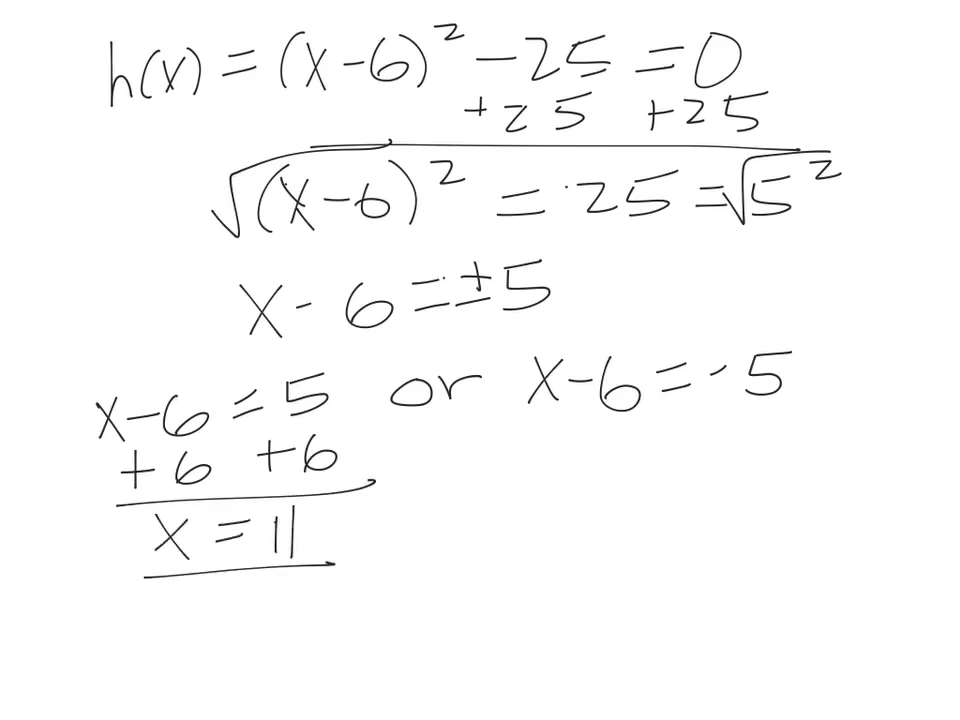 h(x) = (x-6)² - 25 = 0
+25 +25
√(x-6)² = 25 = √5²
x - 6 = ±5
x-6 = 5 or x-6 = -5
+6 +6
x = 11